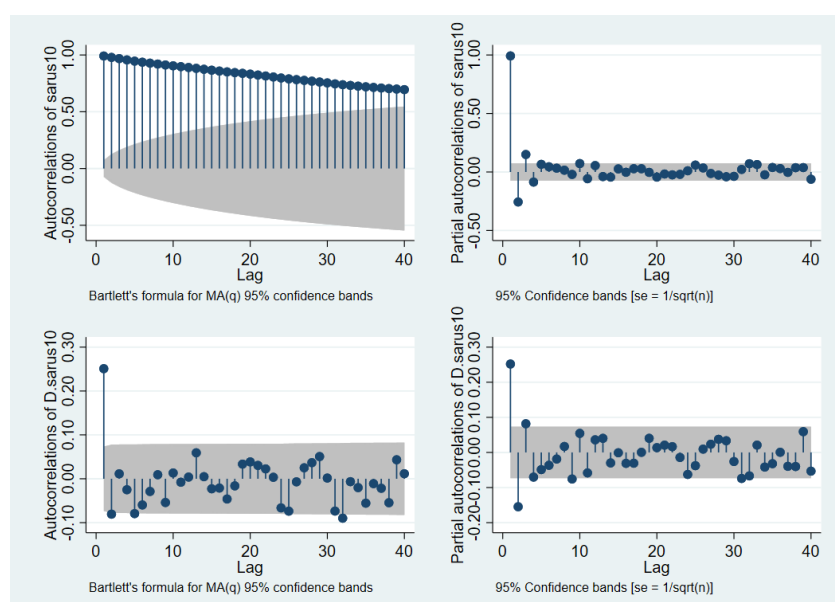 Autocorrelations of sarus10
1.00
0.50
0.00
-0.50
0 10 20 30 40
Lag
Bartlett's formula for MA(q) 95% confidence bands
Partial autocorrelations of sarus10
1.00
0.50
0.00
-0.50
0 10 20 30 40
Lag
95% Confidence bands [se = 1/sqrt(n)]
Autocorrelations of D.sarus10
0.30
0.20
0.10
0.00
-0.10
0 10 20 30 40
Lag
Bartlett's formula for MA(q) 95% confidence bands
Partial autocorrelations of D.sarus10
0.30
0.20
0.10
0.00
-0.10
-0.20
0 10 20 30 40
Lag
95% Confidence bands [se = 1/sqrt(n)]